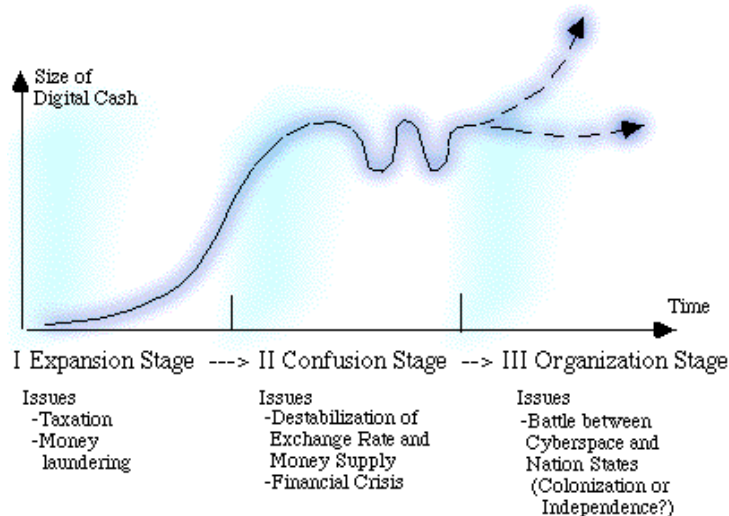 Size of
Digital Cash
Time
I Expansion Stage ---> II Confusion Stage --> III Organization Stage
Issues
-Taxation
-Money
laundering
Issues
-Destabilization of
Exchange Rate and
Money Supply
-Financial Crisis
Issues
-Battle between
Cyberspace and
Nation States
(Colonization or
Independence?)